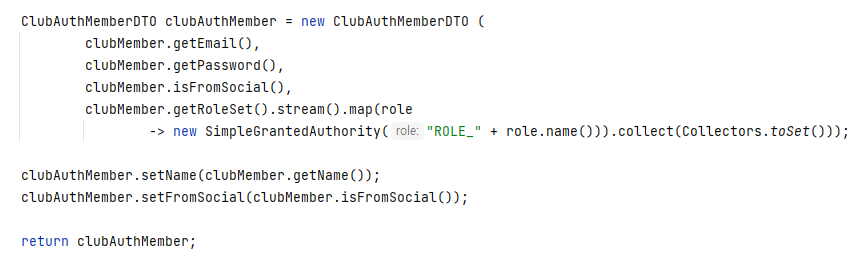 ClubAuthMemberDTO clubAuthMember = new ClubAuthMemberDTO (
clubMember.getEmail(),
clubMember.getPassword(),
clubMember.isFromSocial(),
clubMember.getRoleSet().stream().map(role
-> new SimpleGrantedAuthority( role: "ROLE_" + role.name())).collect(Collectors.toSet()));
clubAuthMember.setName(clubMember.getName());
clubAuthMember.setFromSocial(clubMember.isFromSocial());
return clubAuthMember;